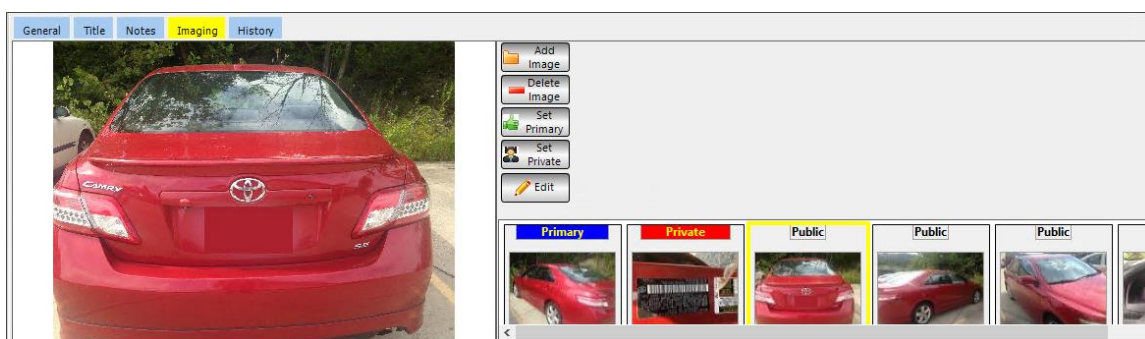 General Title Notes Imaging History
Add
Image
Delete
Image
Set
Primary
Set
Private
Edit
CAMRY
SE
Primary Private Public Public Public